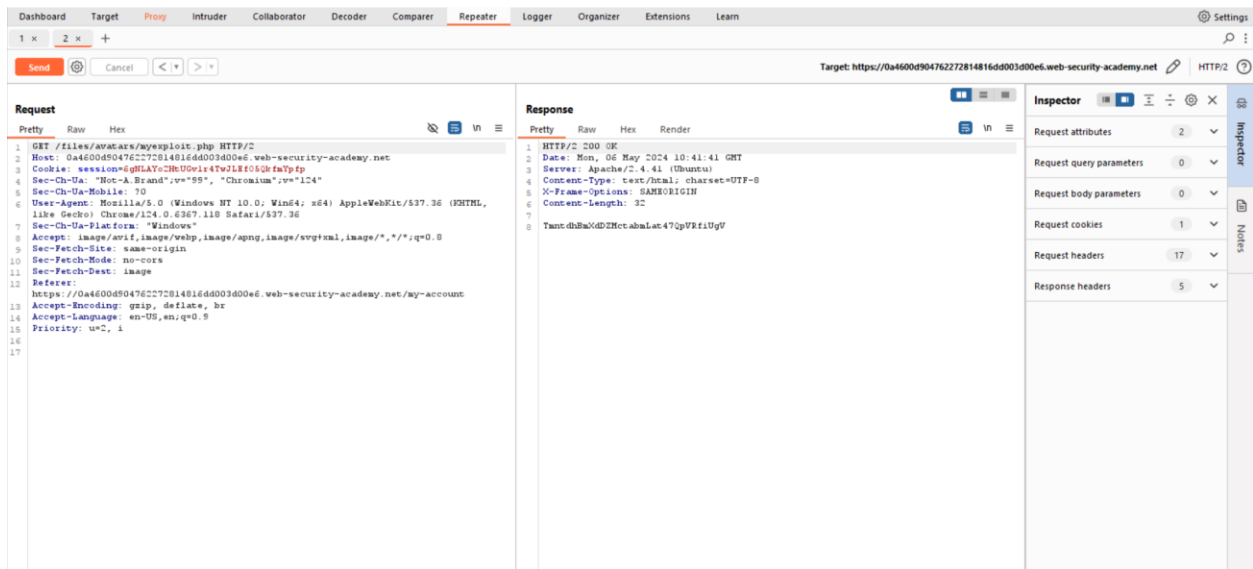 Dashboard Target Proxy Intruder Collaborator Decoder Comparer Repeater Logger Organizer Extensions Learn Settings
1 × 2 × +
Send Cancel < > Target: https://0a4600d904762272814816dd003d00e6.web-security-academy.net HTTP/2
Request
Pretty Raw Hex \n
1 GET /files/avatars/myexploit.php HTTP/2
2 Host: 0a4600d904762272814816dd003d00e6.web-security-academy.net
3 Cookie:
4 Sec-Ch-Ua: "Not-A.Brand";v="99", "Chromium";v="124"
5 Sec-Ch-Ua-Mobile: ?0
6 User-Agent: Mozilla/5.0 (Windows NT 10.0; Win64; x64) AppleWebKit/537.36 (KHTML,
like Gecko) Chrome/124.0.6367.118 Safari/537.36
7 Sec-Ch-Ua-Platform: "Windows"
8 Accept: image/avif,image/webp,image/apng,image/svg+xml,image/*,*/*;q=0.8
9 Sec-Fetch-Site: same-origin
10 Sec-Fetch-Mode: no-cors
11 Sec-Fetch-Dest: image
12 Referer:
https://0a4600d904762272814816dd003d00e6.web-security-academy.net/my-account
13 Accept-Encoding: gzip, deflate, br
14 Accept-Language: en-US,en;q=0.9
15 Priority: u=2, i
16
17
Response
Pretty Raw Hex Render \n
1 HTTP/2 200 OK
2 Date: Mon, 06 May 2024 10:41:41 GMT
3 Server: Apache/2.4.41 (Ubuntu)
4 Content-Type: text/html; charset=UTF-8
5 X-Frame-Options: SAMEORIGIN
6 Content-Length: 32
7
8
Inspector
Request attributes 2
Request query parameters 0
Request body parameters 0
Request cookies 1
Request headers 17
Response headers 5
Inspector
Notes